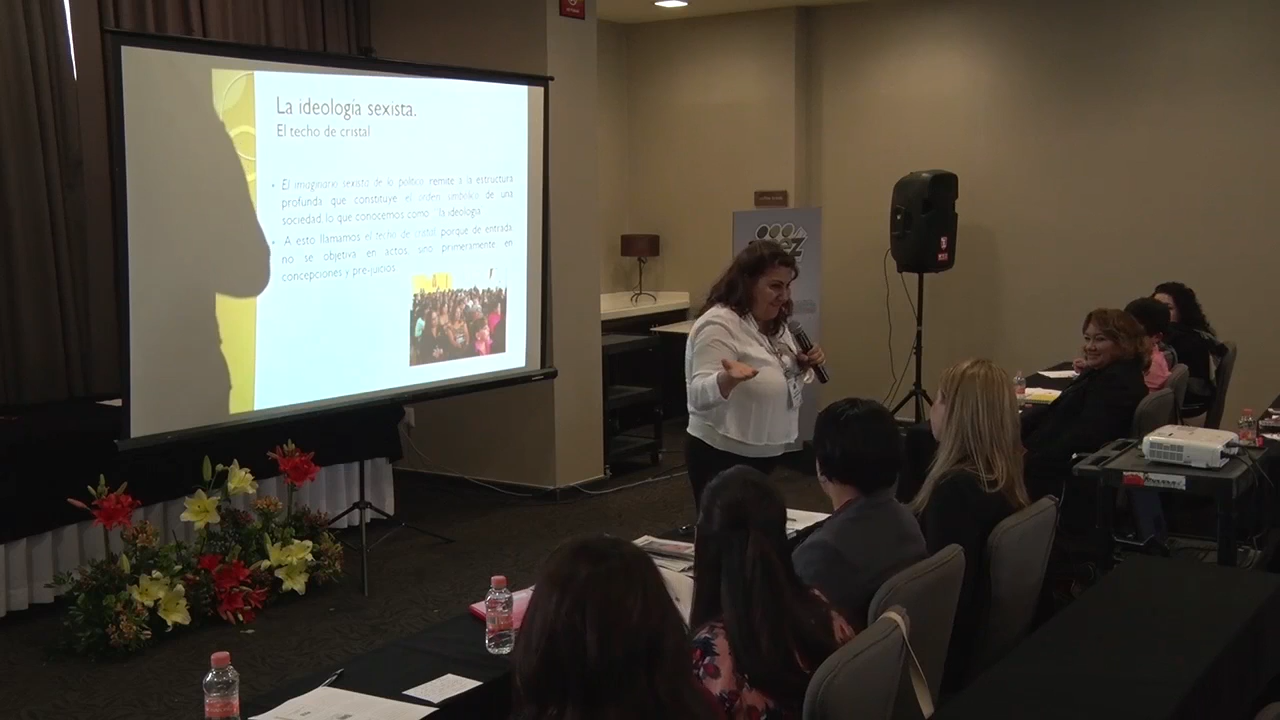 La ideología sexista.
El techo de cristal
• El imaginario sexista de lo político remite a la estructura
profunda que constituye el orden simbólico de una
sociedad, lo que conocemos como la ideología
• A esto llamamos el techo de cristal porque de entrada
no se objetiva en actos, sino primeramente en
concepciones y pre-juicios